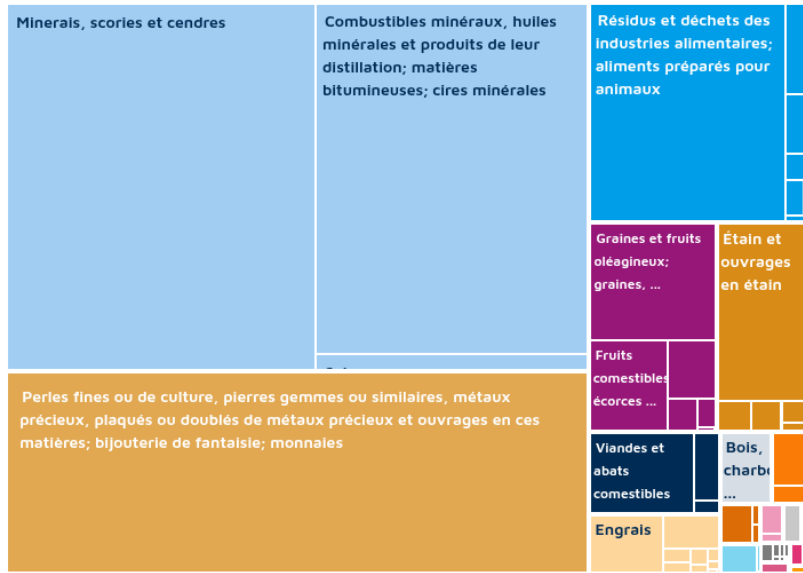 Minerais, scories et cendres
Combustibles minéraux, huiles
minérales et produits de leur
distillation; matières
bitumineuses; cires minérales
Résidus et déchets des
industries alimentaires;
aliments préparés pour
animaux
Graines et fruits
oléagineux;
graines, ...
Étain et
ouvrages
en étain
Fruits
comestibles
écorces ...
Perles fines ou de culture, pierres gemmes ou similaires, métaux
précieux, plaqués ou doublés de métaux précieux et ouvrages en ces
matières; bijouterie de fantaisie; monnaies
Viandes et
abats
comestibles
Bois,
...
Engrais